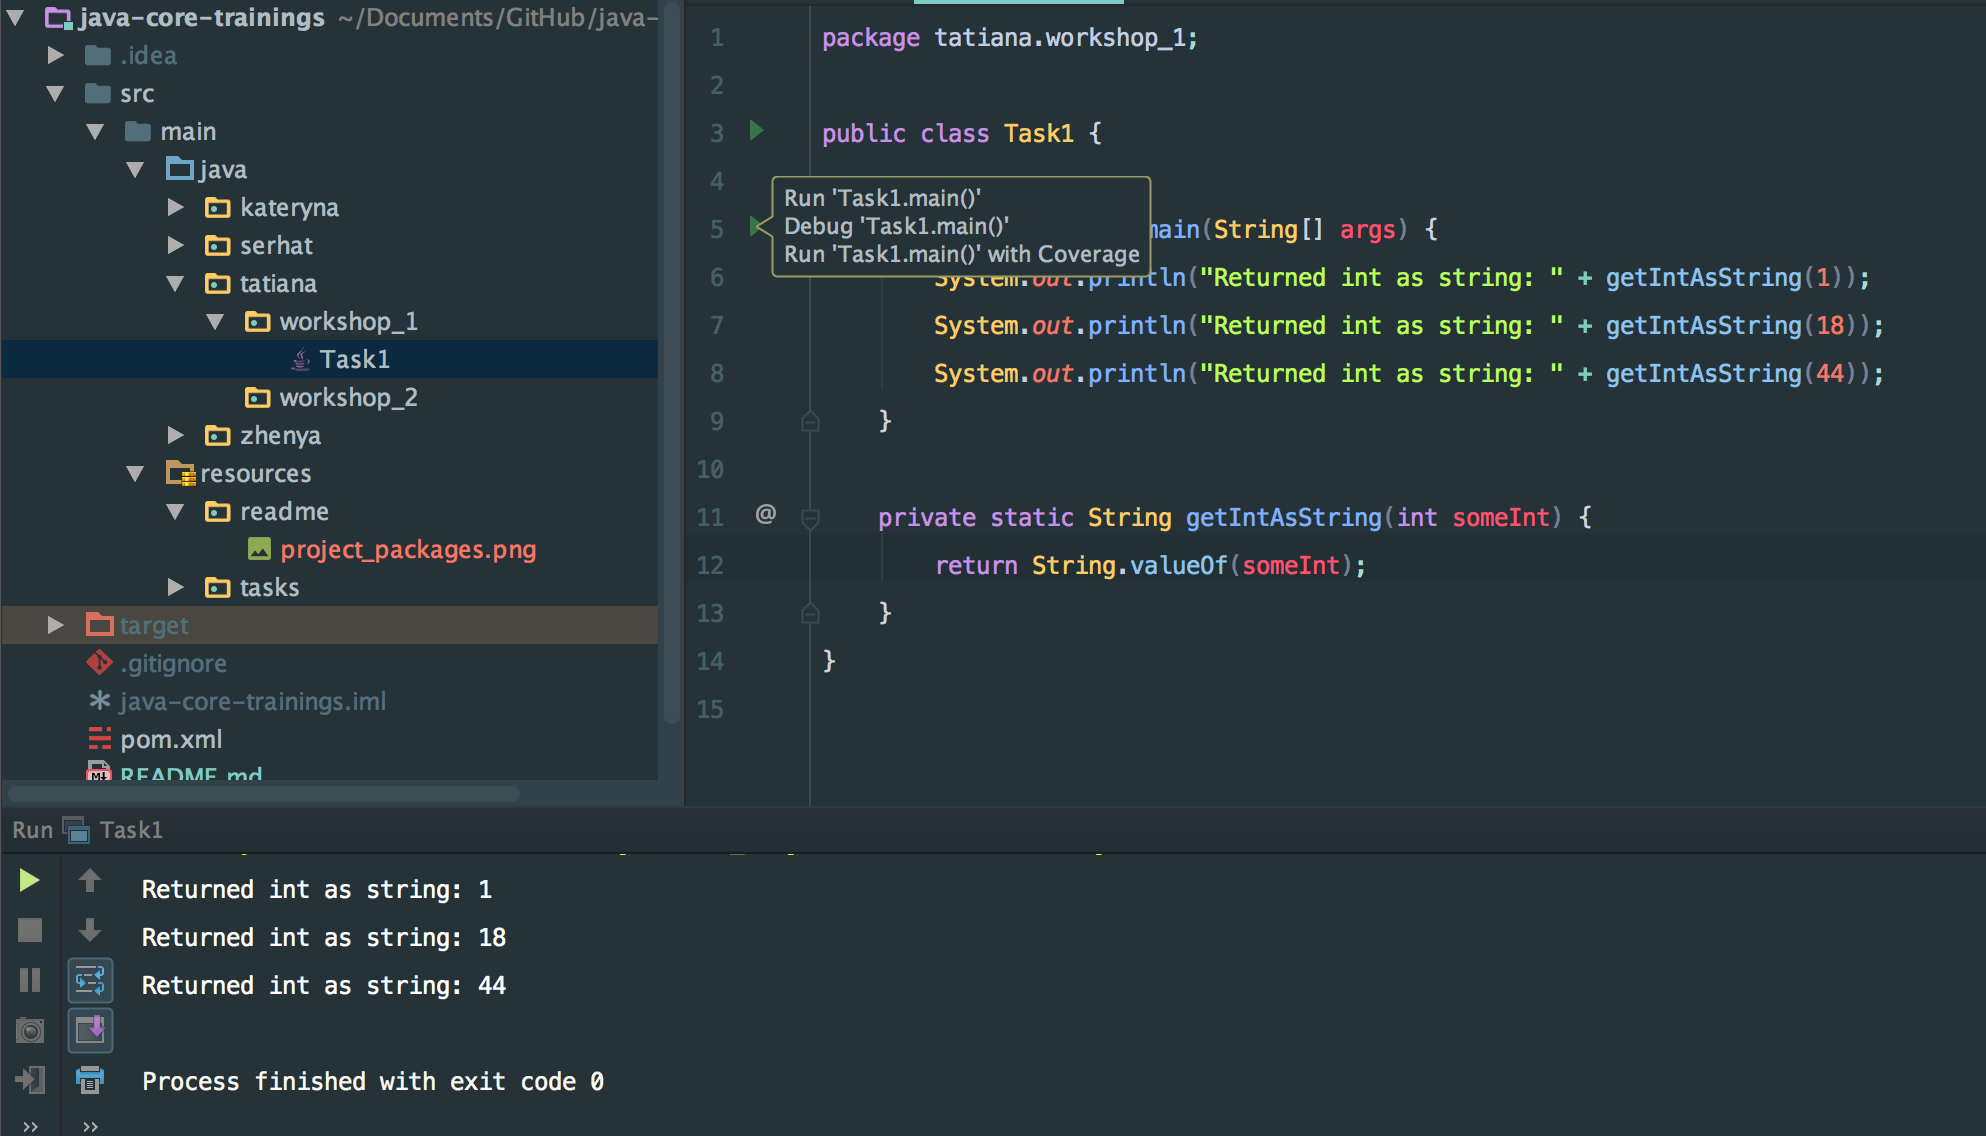 java-core-trainings ~/Documents/GitHub/java-
.idea
src
main
java
kateryna
serhat
tatiana
workshop_1
Task1
workshop_2
zhenya
resources
readme
project_packages.png
tasks
target
.gitignore
java-core-trainings.iml
pom.xml
README.md
1 package tatiana.workshop_1;
2
3 public class Task1 {
4
Run 'Task1.main()'
Debug 'Task1.main()'
Run 'Task1.main()' with Coverage
5 main(String[] args) {
6 System.out.println("Returned int as string: " + getIntAsString(1));
7 System.out.println("Returned int as string: " + getIntAsString(18));
8 System.out.println("Returned int as string: " + getIntAsString(44));
9 }
10
11 @ private static String getIntAsString(int someInt) {
12 return String.valueOf(someInt);
13 }
14 }
15
Run Task1
Returned int as string: 1
Returned int as string: 18
Returned int as string: 44
Process finished with exit code 0